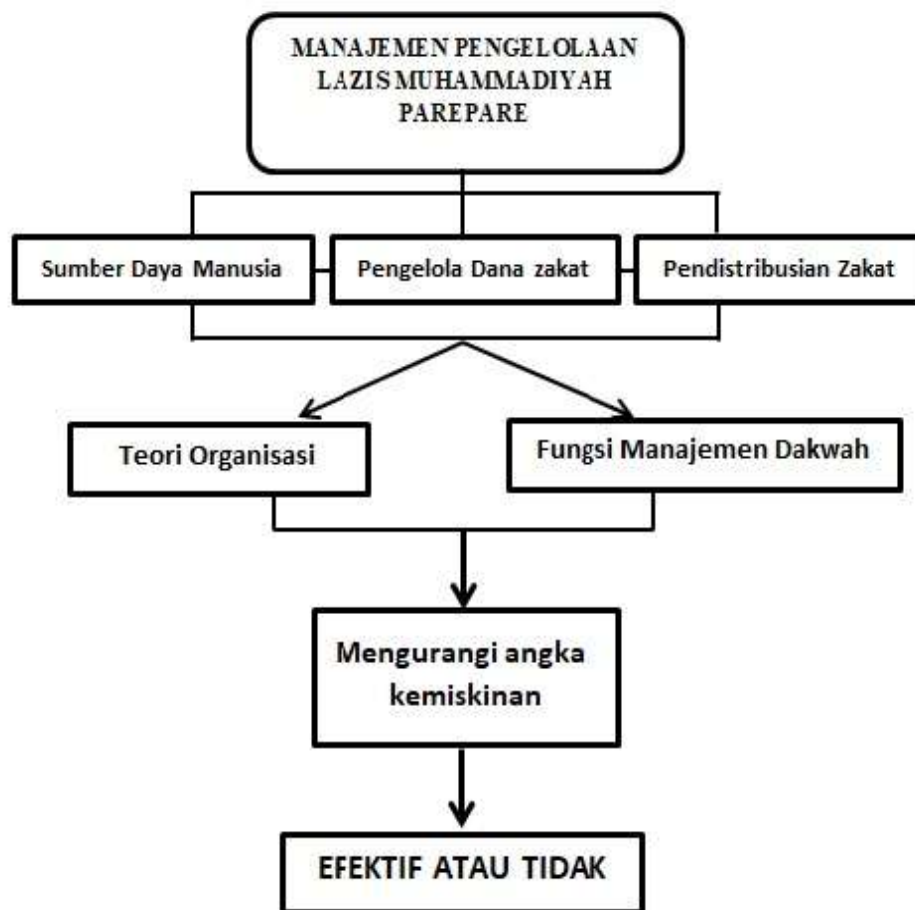 MANAJEMEN PENGELOLAAN
LAZIS MUHAMMADIYAH
PAREPARE
Sumber Daya Manusia
Pengelola Dana zakat
Pendistribusian Zakat
Teori Organisasi
Fungsi Manajemen Dakwah
Mengurangi angka
kemiskinan
EFEKTIF ATAU TIDAK